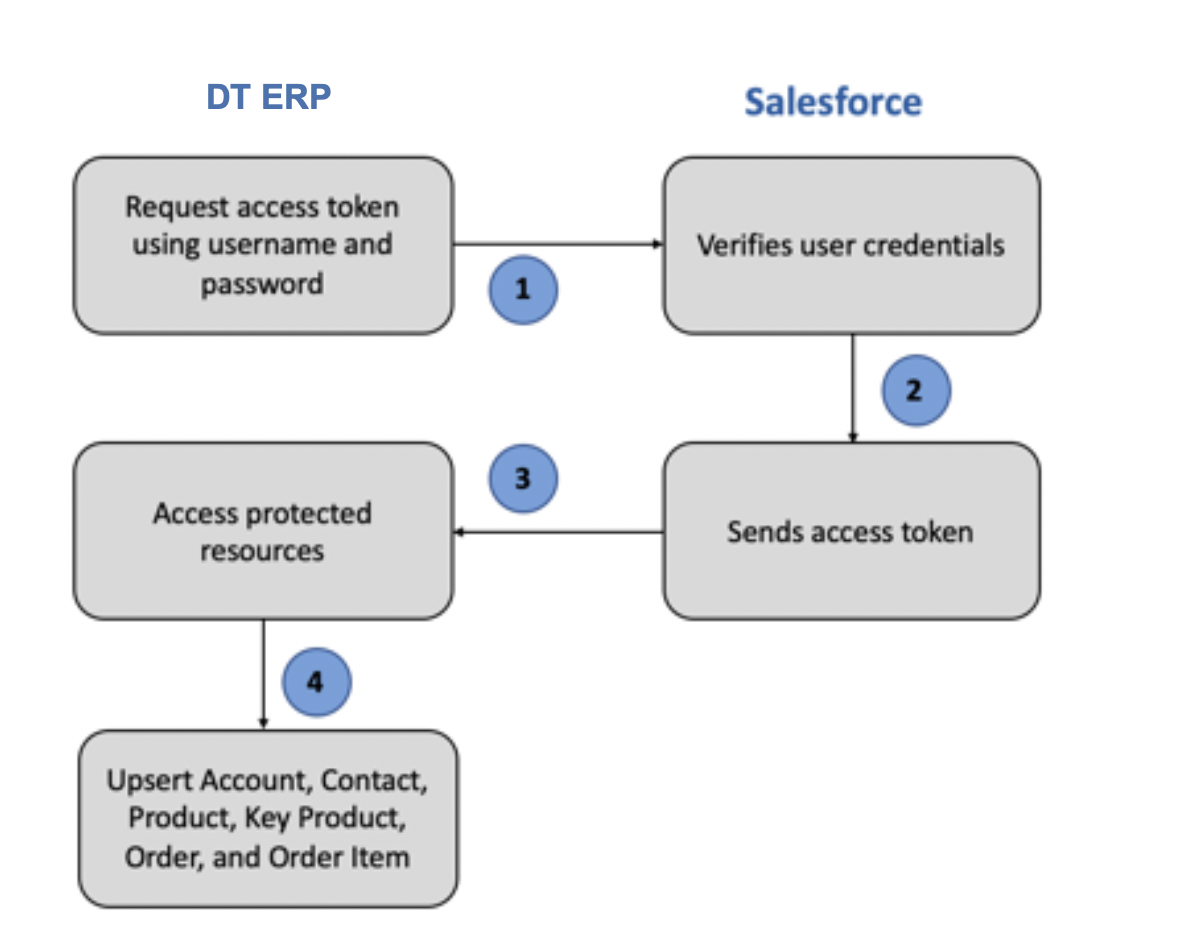 DT ERP
Salesforce
Request access token
using username and
password
Verifies user credentials
1
2
Access protected
resources
3
Sends access token
4
Upsert Account, Contact,
Product, Key Product,
Order, and Order Item